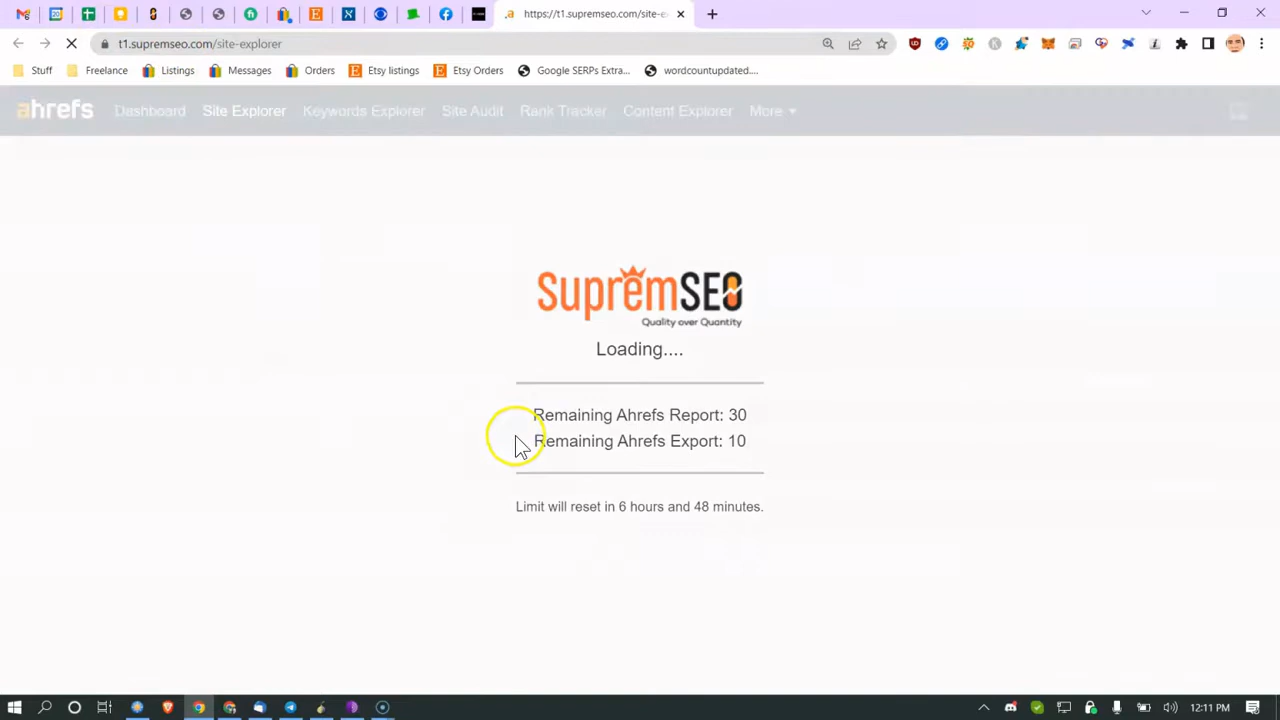 https://t1.supremseo.com/site-e
t1.supremseo.com/site-explorer
Stuff
Freelance
Listings
Messages
Orders
Etsy listings
Etsy Orders
Google SERPs Extra...
wordcountupdated....
ahrefs
Dashboard
Site Explorer
Keywords Explorer
Site Audit
Rank Tracker
Content Explorer
More
SuprêmSEO
Quality over Quantity
Loading....
Remaining Ahrefs Report: 30
Remaining Ahrefs Export: 10
Limit will reset in 6 hours and 48 minutes.
12:11 PM